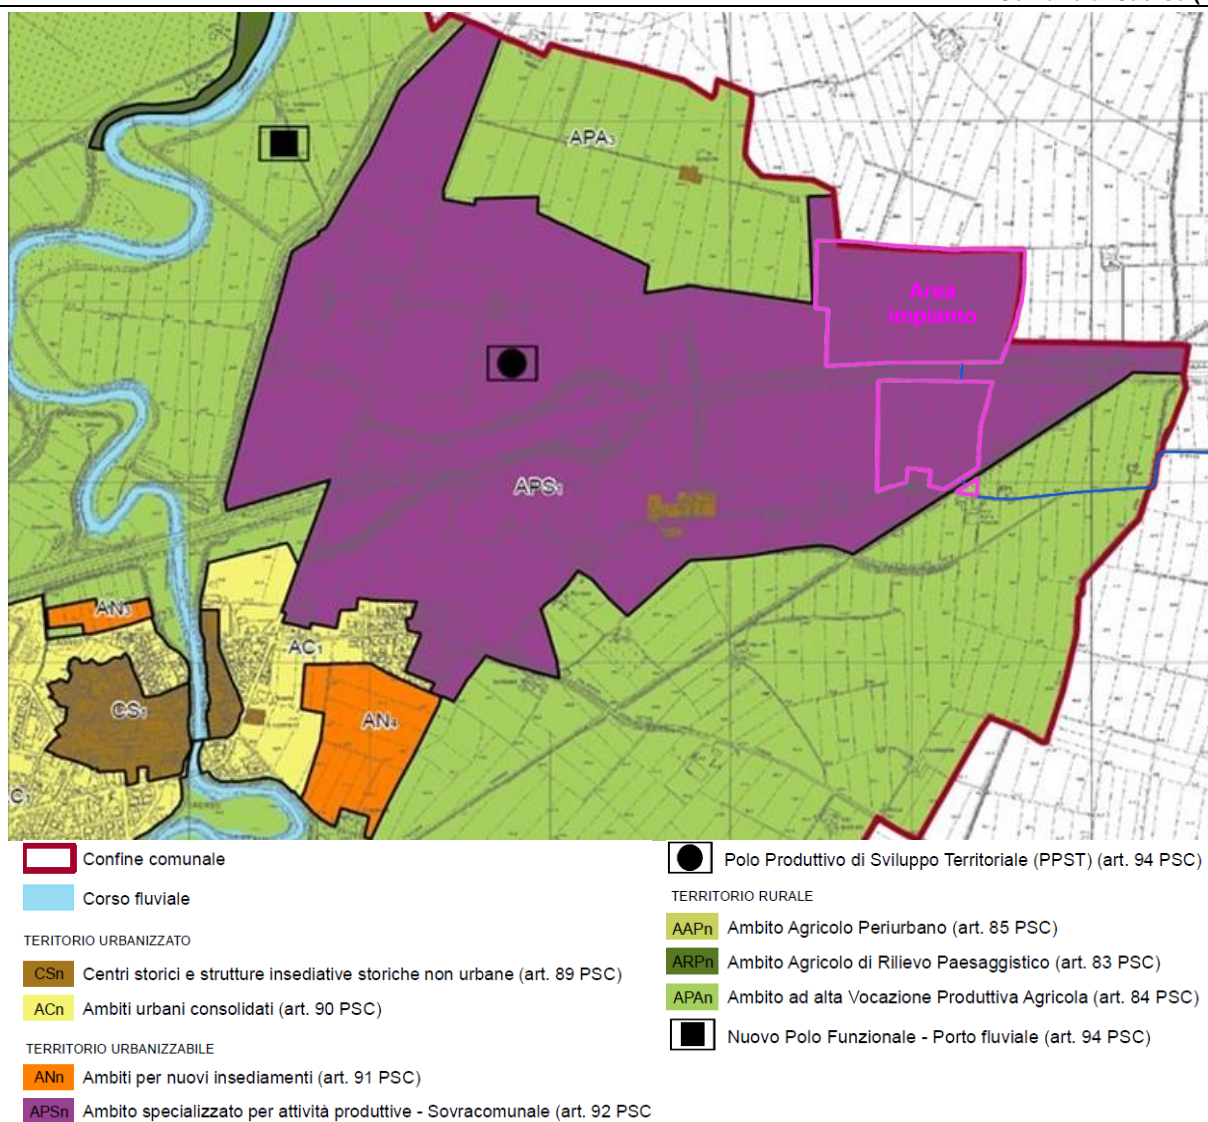 APA3
Area
impianto
APS1
AN3
AC1
CS1
AN4
C1
Confine comunale
Corso fluviale
TERITORIO URBANIZZATO
CSn Centri storici e strutture insediative storiche non urbane (art. 89 PSC)
ACn Ambiti urbani consolidati (art. 90 PSC)
TERRITORIO URBANIZZABILE
ANn Ambiti per nuovi insediamenti (art. 91 PSC)
APSn Ambito specializzato per attività produttive - Sovracomunale (art. 92 PSC
Polo Produttivo di Sviluppo Territoriale (PPST) (art. 94 PSC)
TERRITORIO RURALE
AAPn Ambito Agricolo Periurbano (art. 85 PSC)
ARPn Ambito Agricolo di Rilievo Paesaggistico (art. 83 PSC)
APAn Ambito ad alta Vocazione Produttiva Agricola (art. 84 PSC)
Nuovo Polo Funzionale - Porto fluviale (art. 94 PSC)